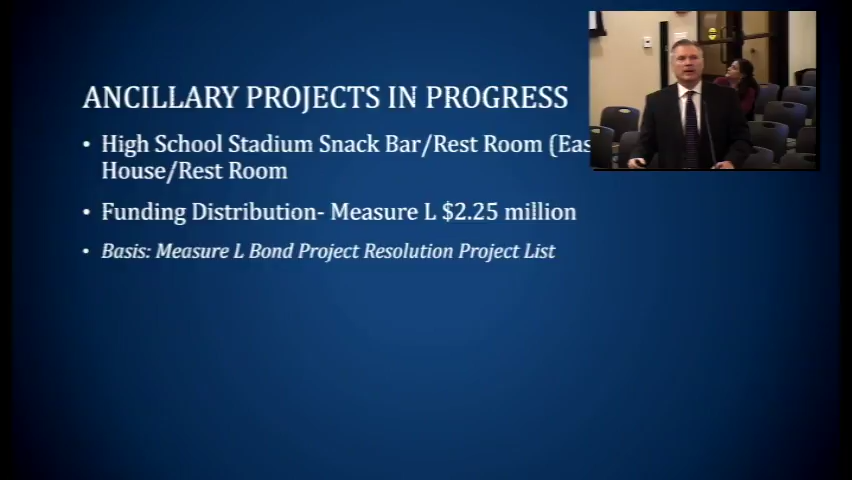 ANCILLARY PROJECTS IN PROGRESS
• High School Stadium Snack Bar/Rest Room
House/Rest Room
• Funding Distribution- Measure L $2.25 million
• Basis: Measure L Bond Project Resolution Project List